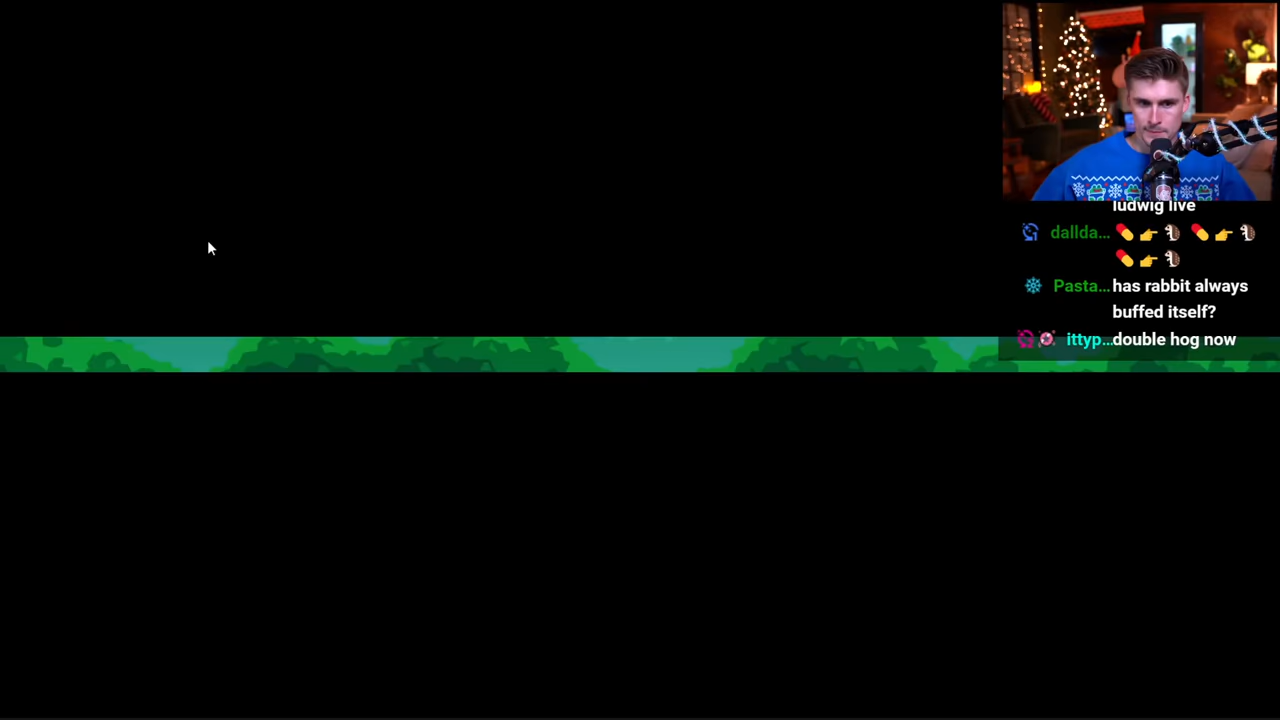 ludwig live
dallda...
Pasta... has rabbit always
buffed itself?
ittyp... double hog now